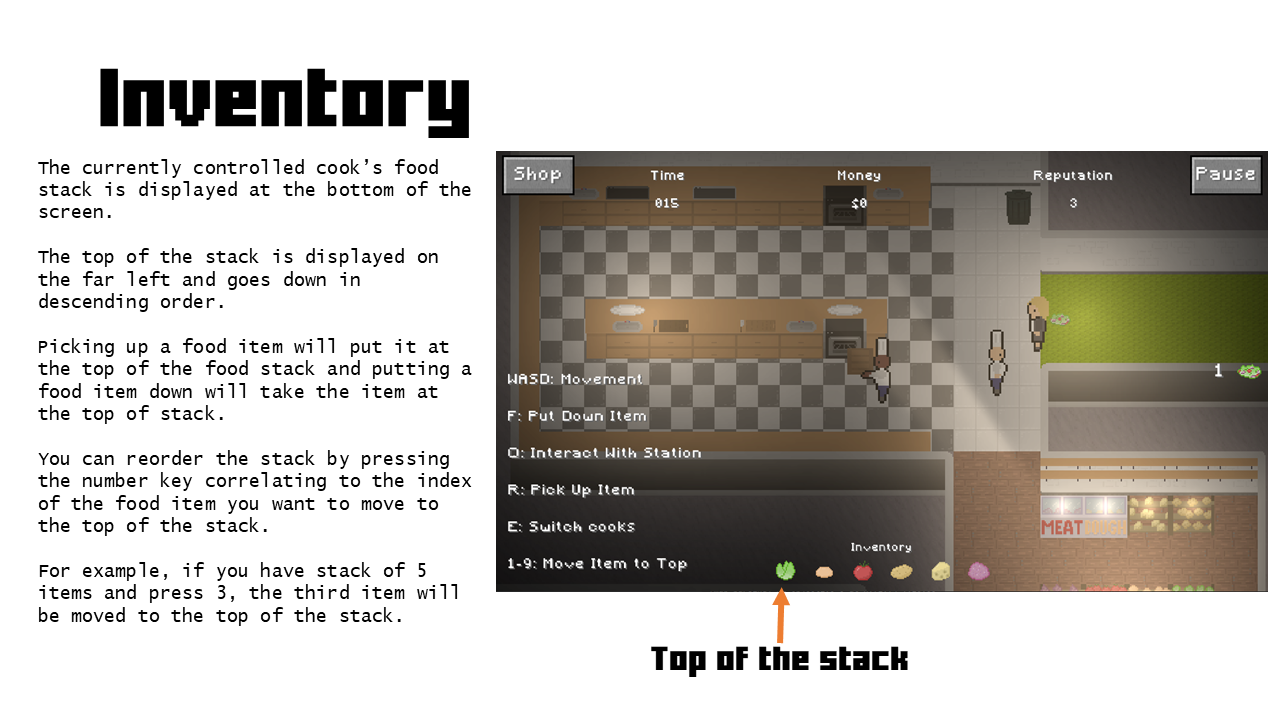 Inventory
The currently controlled cook’s food
stack is displayed at the bottom of the
screen.
The top of the stack is displayed on
the far left and goes down in
descending order.
Picking up a food item will put it at
the top of the food stack and putting a
food item down will take the item at
the top of stack.
You can reorder the stack by pressing
the number key correlating to the index
of the food item you want to move to
the top of the stack.
For example, if you have stack of 5
items and press 3, the third item will
be moved to the top of the stack.
Shop
Time
015
Money
$0
Reputation
3
Pause
1
WASD: Movement
F: Put Down Item
Q: Interact With Station
R: Pick Up Item
E: Switch cooks
1-9: Move Item to Top
Inventory
MEAT
Top of the stack